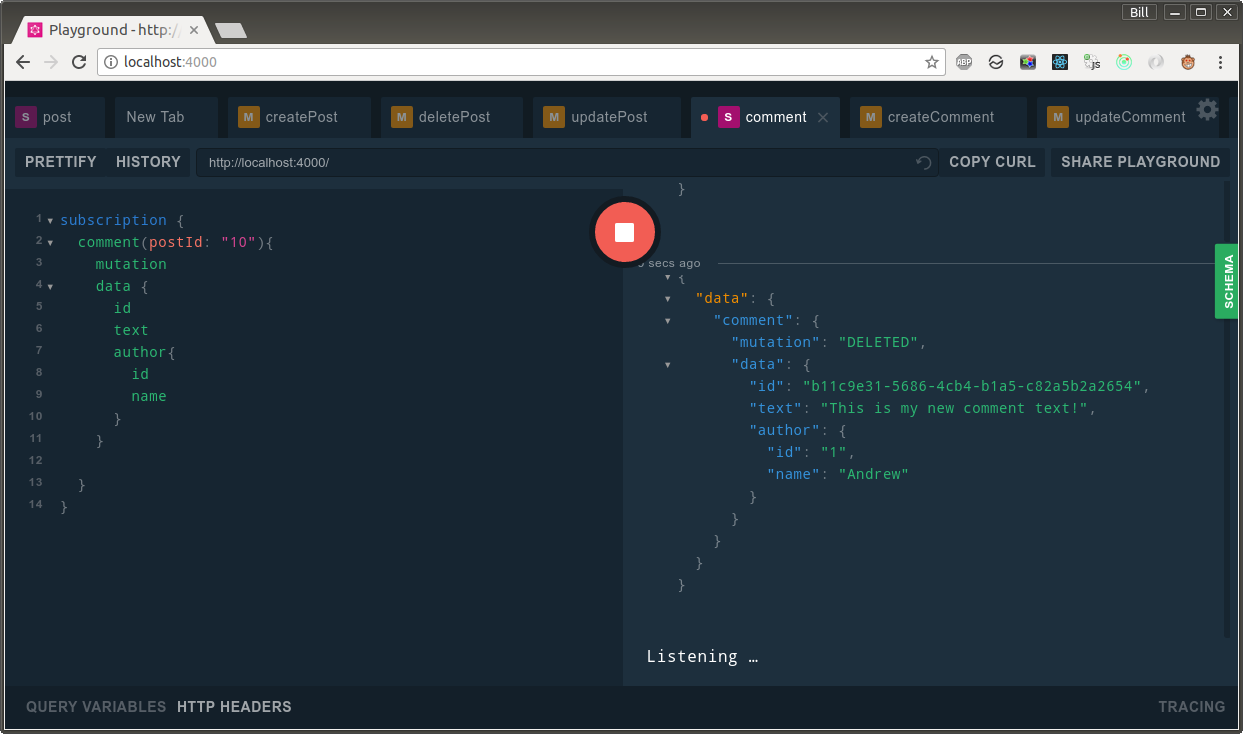 Bill
Playground - http:/
localhost:4000
ABP
JS
S post
New Tab
M createPost
M deletePost
M updatePost
S comment
M createComment
M updateComment
PRETTIFY
HISTORY
http://localhost:4000/
COPY CURL
SHARE PLAYGROUND
1 subscription {
2 comment(postId: "10"){
3 mutation
4 data {
5 id
6 text
7 author{
8 id
9 name
10 }
11 }
12
13 }
14 }
}
secs ago
{
"data": {
"comment": {
"mutation": "DELETED",
"data": {
"id": "b11c9e31-5686-4cb4-b1a5-c82a5b2a2654",
"text": "This is my new comment text!",
"author": {
"id": "1",
"name": "Andrew"
}
}
}
}
}
Listening …
SCHEMA
QUERY VARIABLES
HTTP HEADERS
TRACING